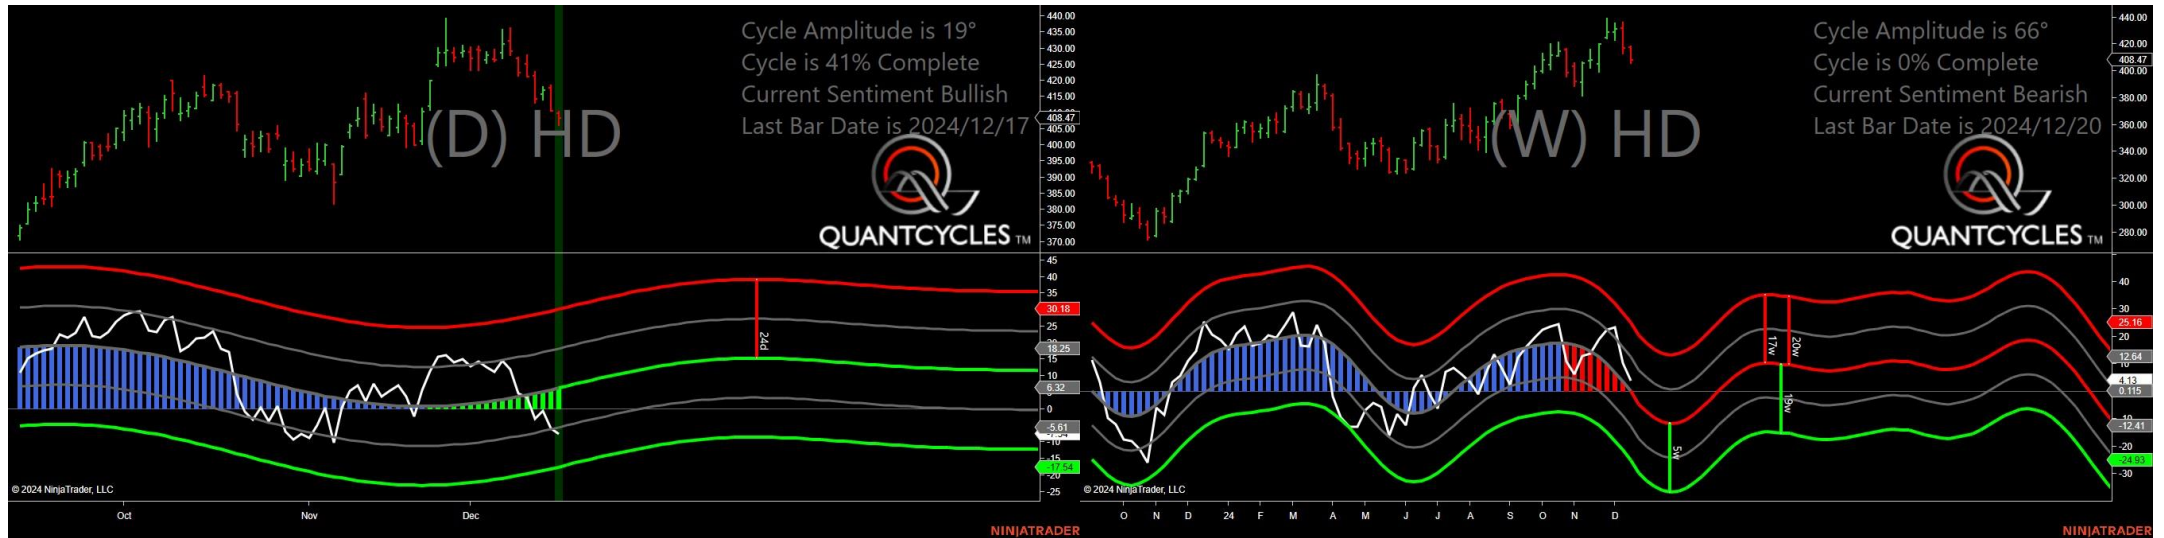 Cycle Amplitude is 19°
Cycle is 41% Complete
Current Sentiment Bullish
Last Bar Date is 2024/12/17
(D) HD
QUANTCYCLES TM
440.00
435.00
430.00
425.00
420.00
415.00
408.47
405.00
400.00
395.00
390.00
385.00
380.00
375.00
370.00
45
40
35
30.18
25
18.25
15
10
6.32
0
-5.61
-10
-15
-17.54
-20
-25
24d
© 2024 NinjaTrader, LLC
Oct Nov Dec
NINJATRADER
Cycle Amplitude is 66°
Cycle is 0% Complete
Current Sentiment Bearish
Last Bar Date is 2024/12/20
(W) HD
QUANTCYCLES TM
440.00
420.00
408.47
400.00
380.00
360.00
340.00
320.00
300.00
280.00
40
30
25.16
20
12.64
10
4.13
0.115
-10
-12.41
-20
-24.93
-30
17w
20w
19w
5w
© 2024 NinjaTrader, LLC
O N D 24 F M A M J J A S O N D
NINJATRADER